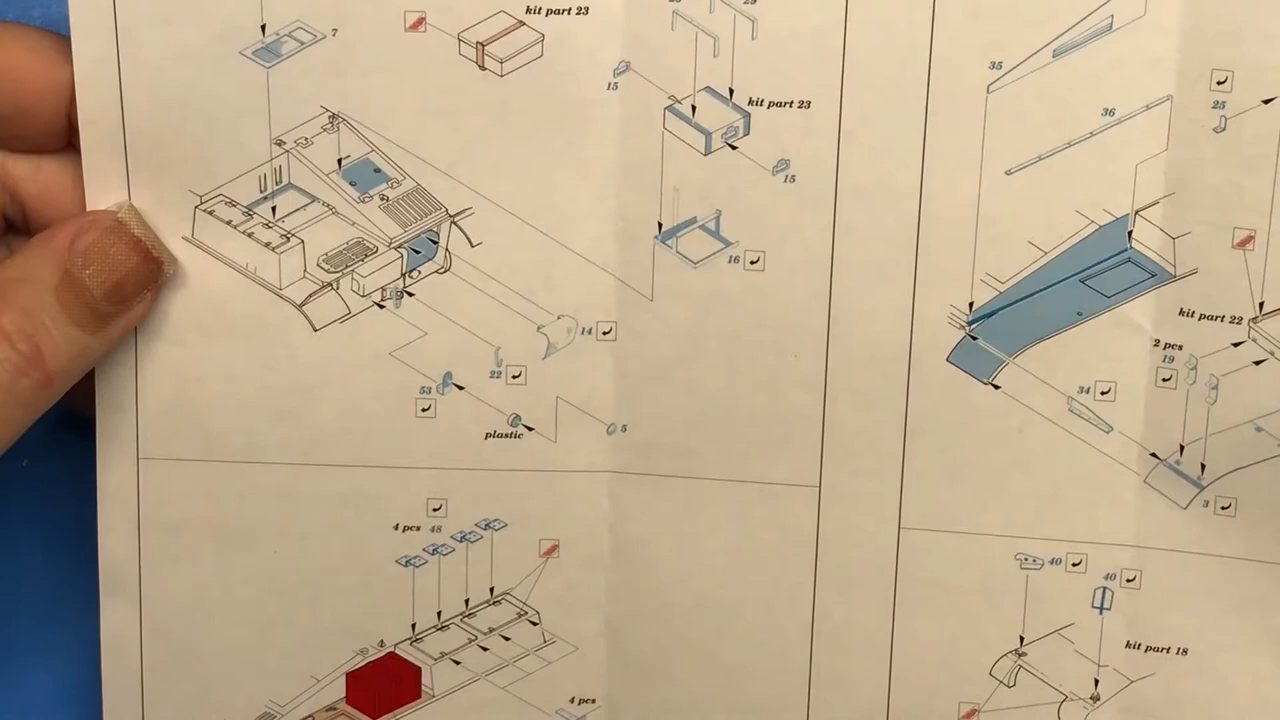 kit part 23
7
29
15
kit part 23
15
16
14
22
53
plastic
5
4 pcs 48
4 pcs
35
36
25
kit part 22
2 pcs
19
34
3
40
40
kit part 18